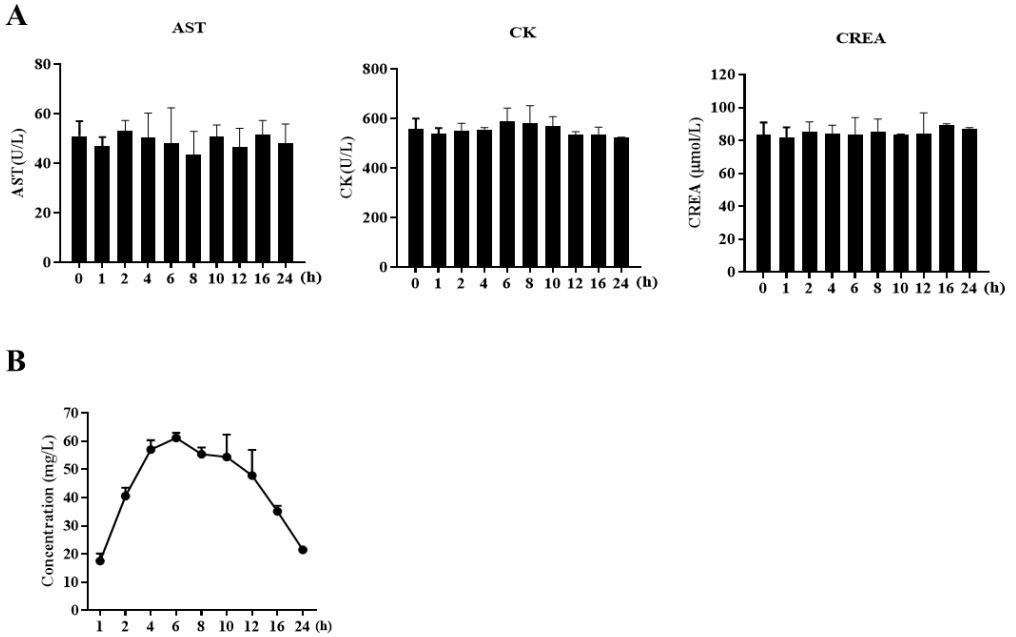 A
AST
80
60
40
20
0
AST(U/L)
0 1 2 4 6 8 10 12 16 24 (h)
CK
800
600
400
200
0
CK(U/L)
0 1 2 4 6 8 10 12 16 24 (h)
CREA
120
100
80
60
40
20
0
CREA (μmol/L)
0 1 2 4 6 8 10 12 16 24 (h)
B
70
60
50
40
30
20
10
0
Concentration (mg/L)
1 2 4 6 8 10 12 16 24 (h)